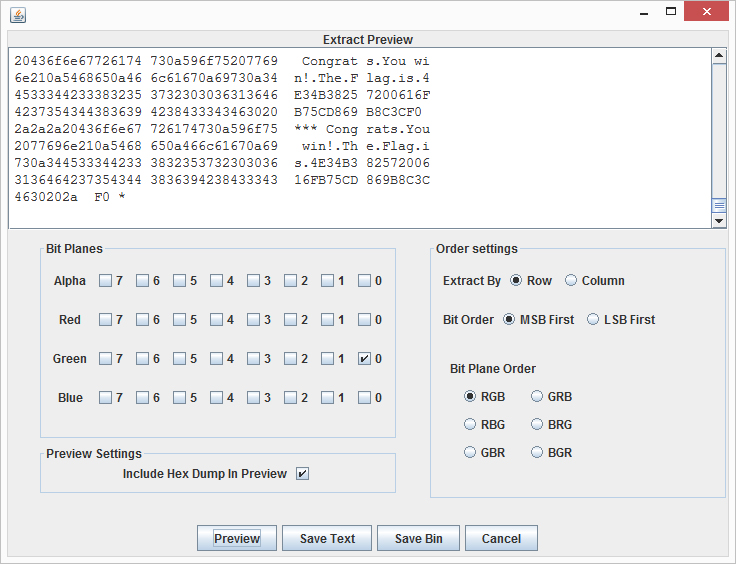 Extract Preview
20436f6e67726174 730a596f75207769  Congrat s.You wi
6e210a5468650a46 6c61670a69730a34 n!.The.F lag.is.4
4533344233383235 3732303036313646 E34B3825 7200616F
4237354344383639 4238433343463020 B75CD869 B8C3CF0
2a2a2a20436f6e67 726174730a596f75 *** Cong rats.You
2077696e210a5468 650a466c61670a69  win!.Th e.Flag.i
730a344533344233 3832353732303036 s.4E34B3 82572006
3136464237354344 3836394238433343 16FB75CD 869B8C3C
4630202a F0 *
Bit Planes
Alpha 7 6 5 4 3 2 1 0
Red 7 6 5 4 3 2 1 0
Green 7 6 5 4 3 2 1 0
Blue 7 6 5 4 3 2 1 0
Preview Settings
Include Hex Dump In Preview
Order settings
Extract By Row Column
Bit Order MSB First LSB First
Bit Plane Order
RGB GRB
RBG BRG
GBR BGR
Preview Save Text Save Bin Cancel